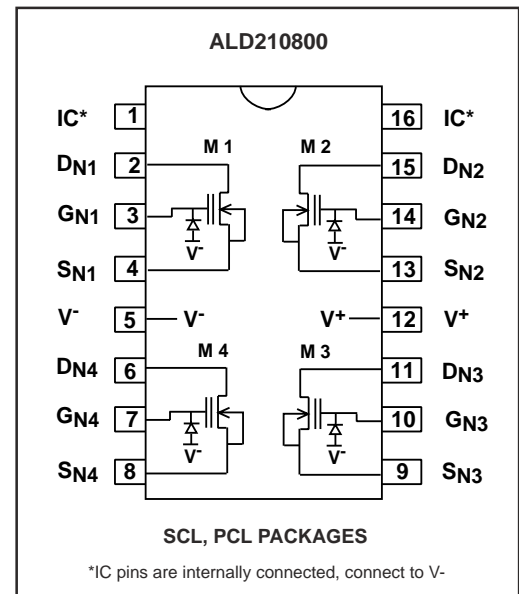 ALD210800
IC* 1 16 IC*
M 1 M 2
DN1 2 15 DN2
GN1 3 14 GN2
V- V-
SN1 4 13 SN2
V- 5 V- V+ 12 V+
M 4 M 3
DN4 6 11 DN3
GN4 7 10 GN3
V- V-
SN4 8 9 SN3
SCL, PCL PACKAGES
*IC pins are internally connected, connect to V-